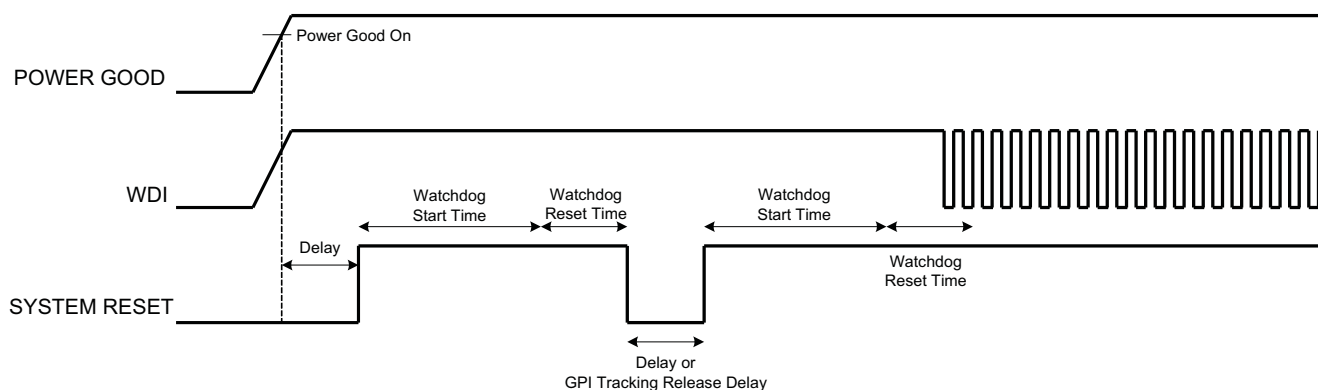 Power Good On
POWER GOOD
WDI
Watchdog
Start Time
Watchdog
Reset Time
Watchdog
Start Time
Delay
Watchdog
Reset Time
SYSTEM RESET
Delay or
GPI Tracking Release Delay